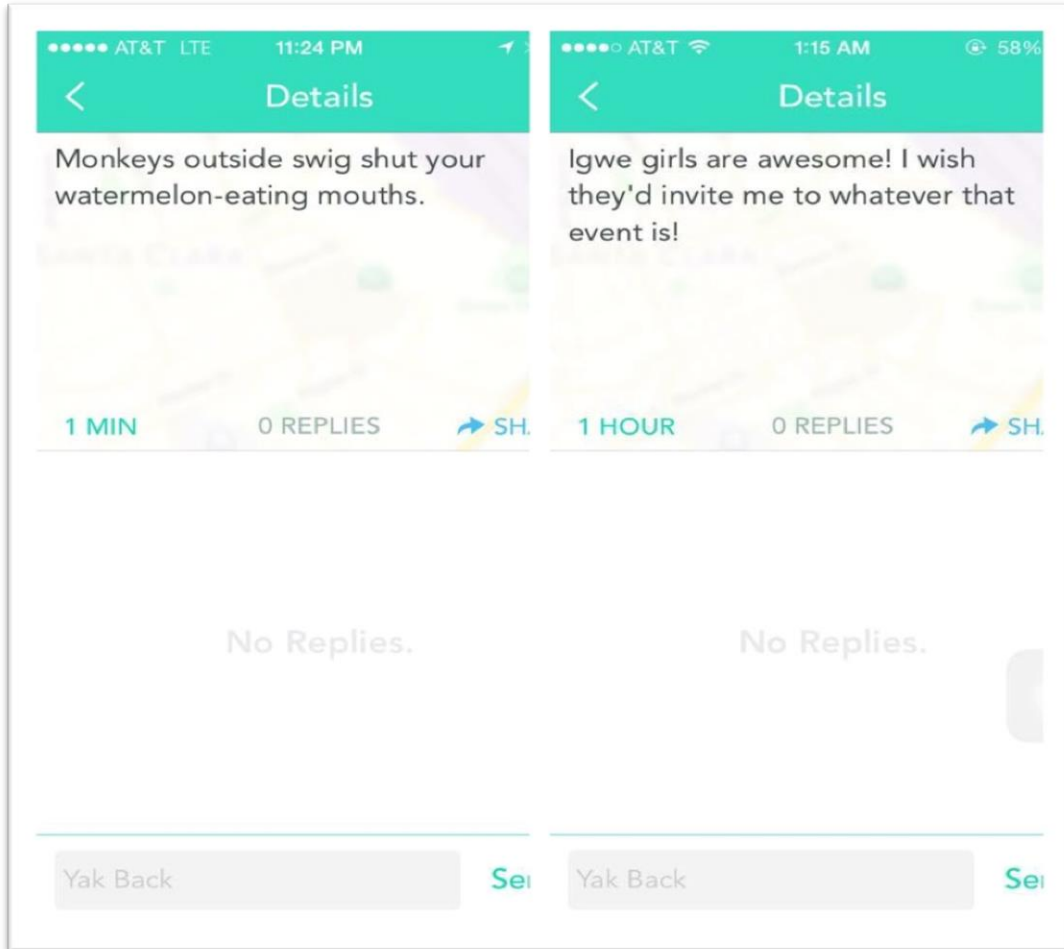 AT&T LTE 11:24 PM
Details
Monkeys outside swig shut your
watermelon-eating mouths.
SANTA CLARA
1 MIN 0 REPLIES SH
No Replies.
Yak Back Se
AT&T 1:15 AM 58%
Details
Igwe girls are awesome! I wish
they'd invite me to whatever that
event is!
1 HOUR 0 REPLIES SH
No Replies.
Yak Back Se